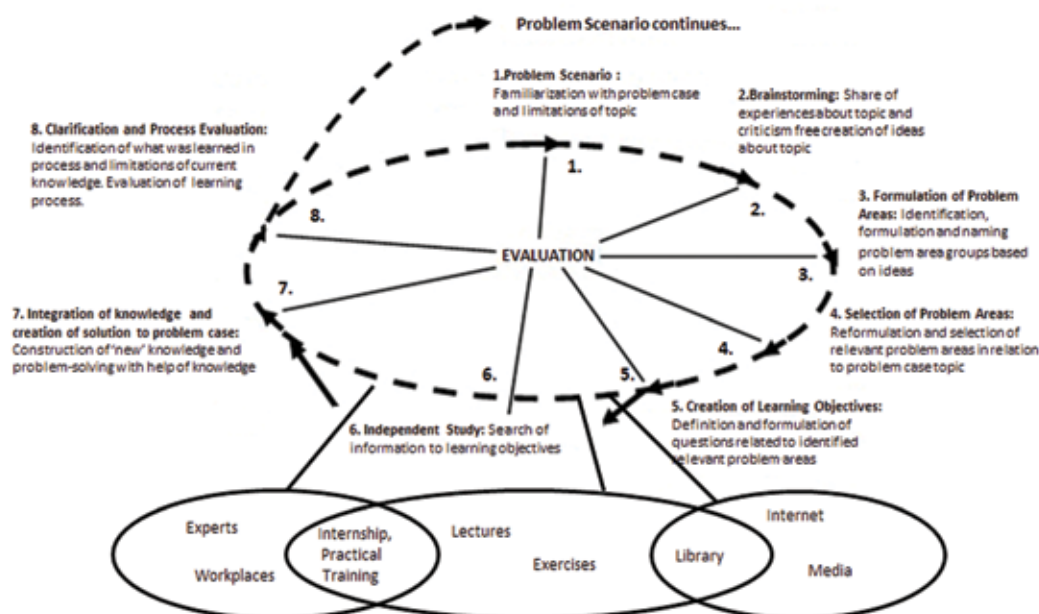 Problem Scenario continues...
1.Problem Scenario :
Familiarization with problem case
and limitations of topic
2.Brainstorming: Share of
experiences about topic and
criticism free creation of ideas
about topic
8. Clarification and Process Evaluation:
Identification of what was learned in
process and limitations of current
knowledge. Evaluation of learning
process.
1.
2.
8.
3. Formulation of Problem
Areas: Identification,
formulation and naming
problem area groups based
on ideas
EVALUATION
3.
7.
7. Integration of knowledge and
creation of solution to problem case:
Construction of "new" knowledge and
problem-solving with help of knowledge
4. Selection of Problem Areas:
Reformulation and selection of
relevant problem areas in relation
to problem case topic
4.
6.
5.
5. Creation of Learning Objectives:
Definition and formulation of
questions related to identified
relevant problem areas
6. Independent Study: Search of
information to learning objectives
Experts
Workplaces
Internship,
Practical
Training
Lectures
Exercises
Library
Internet
Media